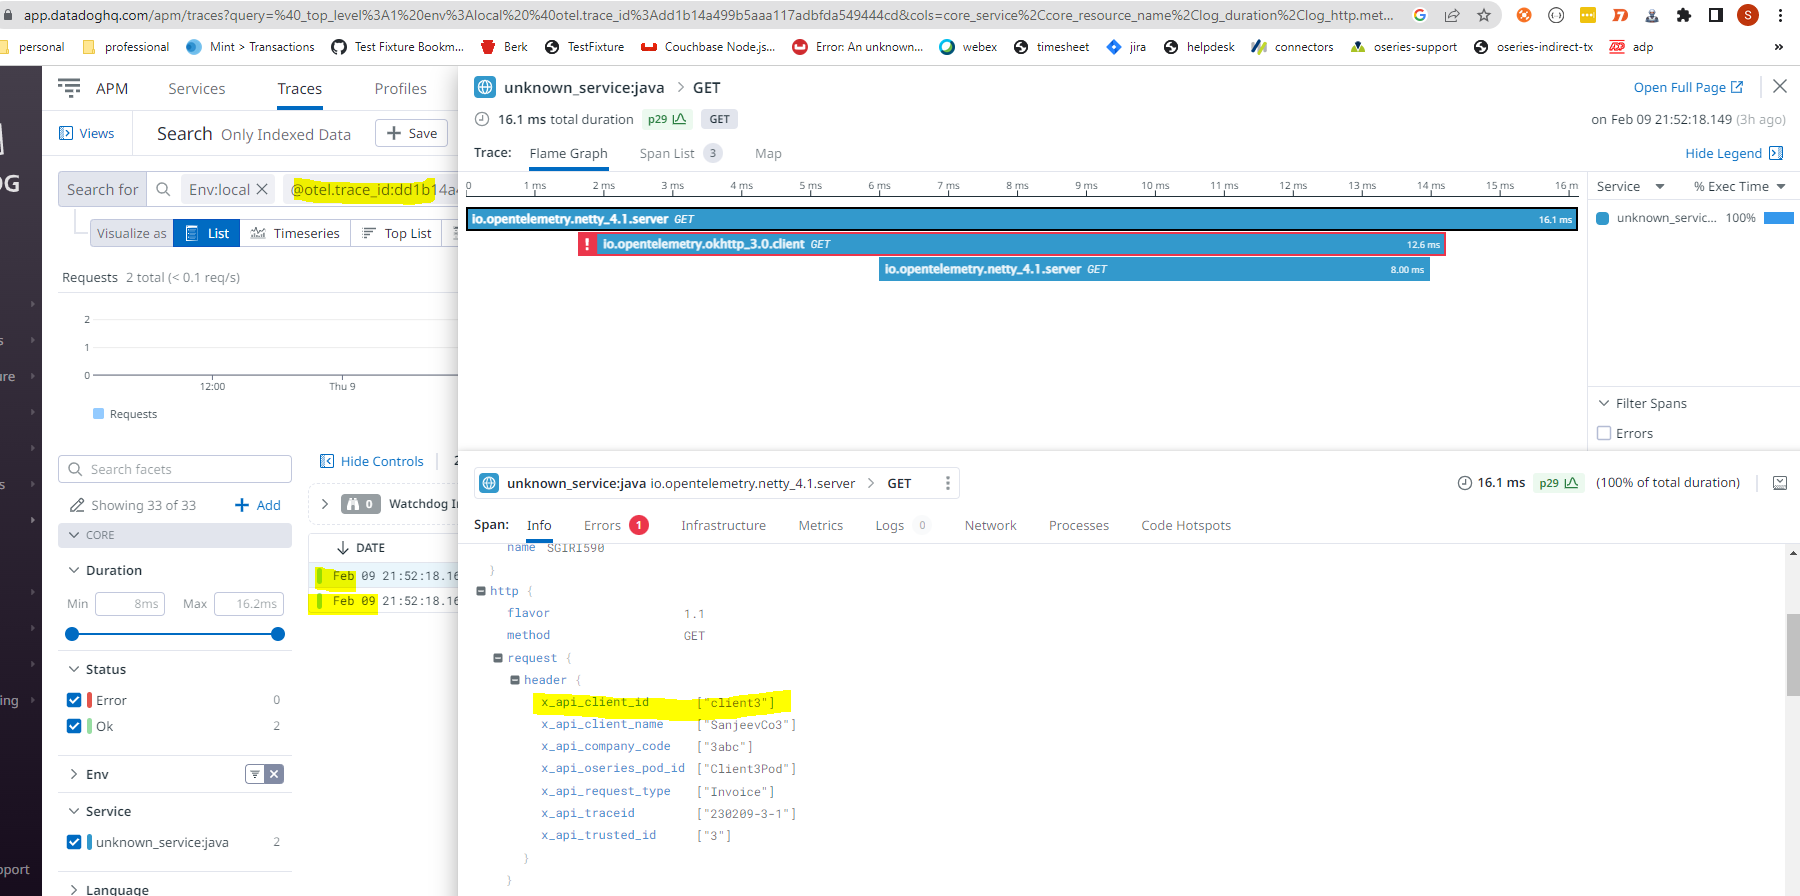 app.datadoghq.com/apm/traces?query=%40_top_level%3A1%20env%3Alocal%20%40otel.trace_id%3Add1b14a499b5aaa117adbfda549444cd&cols=core_service%2Ccore_resource_name%2Clog_duration%2Clog_http.met...
personal professional Mint > Transactions Test Fixture Bookm... Berk TestFixture Couchbase Node.js... Error: An unknown... webex timesheet jira helpdesk connectors oseries-support oseries-indirect-tx adp »
APM Services Traces Profiles
unknown_service:java > GET
Open Full Page
16.1 ms total duration p29 GET
on Feb 09 21:52:18.149 (3h ago)
Views Search Only Indexed Data + Save
Trace: Flame Graph Span List 3 Map
Hide Legend
Search for Env:local @otel.trace_id:dd1b14a4
0 1 ms 2 ms 3 ms 4 ms 5 ms 6 ms 7 ms 8 ms 9 ms 10 ms 11 ms 12 ms 13 ms 14 ms 15 ms 16 m
Service % Exec Time
io.opentelemetry.netty_4.1.server GET 16.1 ms
unknown_servic... 100%
Visualize as List Timeseries Top List
! io.opentelemetry.okhttp_3.0.client GET 12.6 ms
io.opentelemetry.netty_4.1.server GET 8.00 ms
Requests 2 total (< 0.1 req/s)
2
1
0
12:00 Thu 9
Requests
Filter Spans
Errors
Search facets
Hide Controls
Showing 33 of 33 + Add
0 Watchdog I
CORE
DATE
Duration
Feb 09 21:52:18.16
Min 8ms Max 16.2ms
Feb 09 21:52:18.16
Status
Error 0
Ok 2
Env
Service
unknown_service:java 2
Language
unknown_service:java io.opentelemetry.netty_4.1.server > GET
16.1 ms p29 (100% of total duration)
Span: Info Errors 1 Infrastructure Metrics Logs 0 Network Processes Code Hotspots
name SGIRI590
}
http {
flavor 1.1
method GET
request {
header {
x_api_client_id ["client3"]
x_api_client_name ["SanjeevCo3"]
x_api_company_code ["3abc"]
x_api_oseries_pod_id ["Client3Pod"]
x_api_request_type ["Invoice"]
x_api_traceid ["230209-3-1"]
x_api_trusted_id ["3"]
}
}